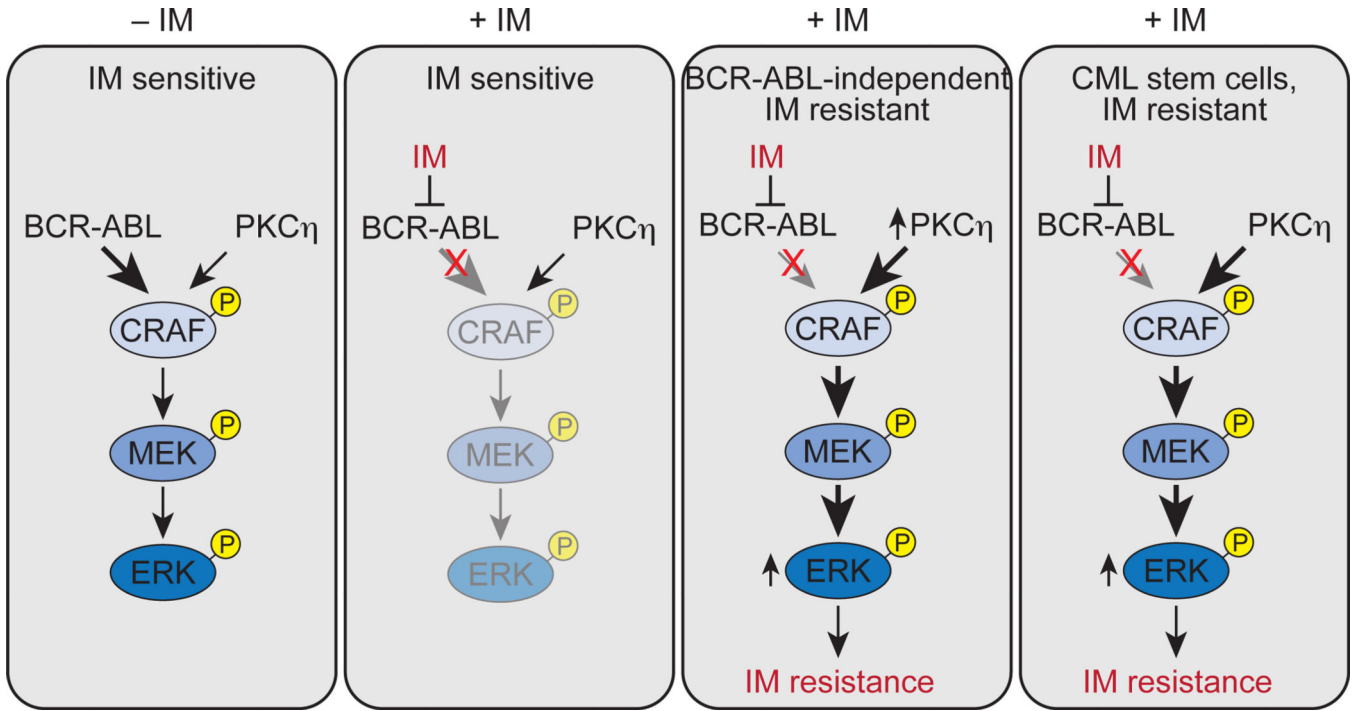 – IM
IM sensitive
BCR-ABL
PKCη
CRAF
P
MEK
P
ERK
P
+ IM
IM sensitive
IM
BCR-ABL
PKCη
X
CRAF
P
MEK
P
ERK
P
+ IM
BCR-ABL-independent
IM resistant
IM
BCR-ABL
PKCη
X
CRAF
P
MEK
P
ERK
P
IM resistance
+ IM
CML stem cells,
IM resistant
IM
BCR-ABL
PKCη
X
CRAF
P
MEK
P
ERK
P
IM resistance